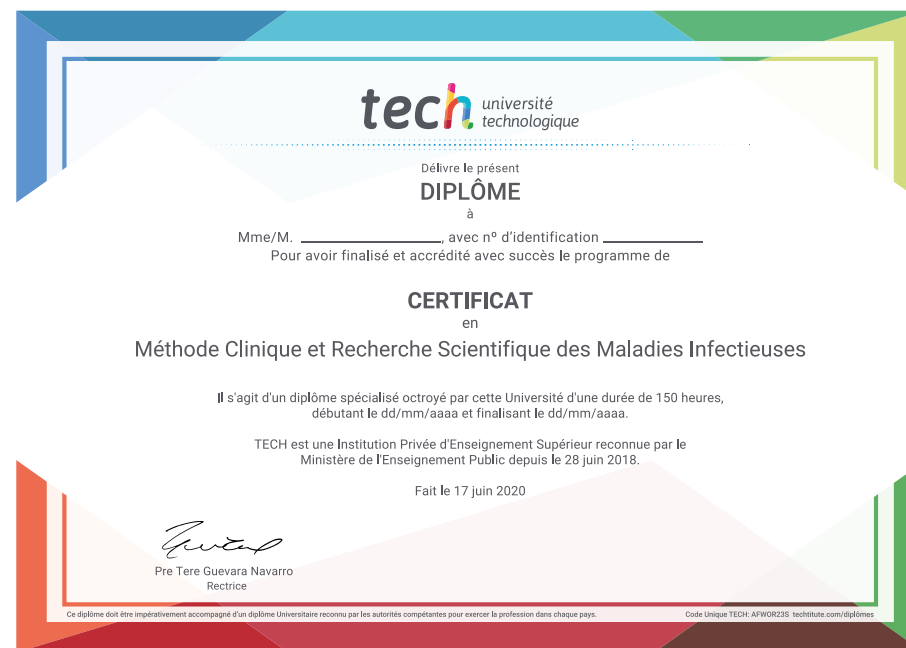 tech université
technologique
Délivre le présent
DIPLÔME
à
Mme/M. ____________________, avec nº d'identification ______________
Pour avoir finalisé et accrédité avec succès le programme de
CERTIFICAT
en
Méthode Clinique et Recherche Scientifique des Maladies Infectieuses
Il s'agit d'un diplôme spécialisé octroyé par cette Université d'une durée de 150 heures,
débutant le dd/mm/aaaa et finalisant le dd/mm/aaaa.
TECH est une Institution Privée d'Enseignement Supérieur reconnue par le
Ministère de l'Enseignement Public depuis le 28 juin 2018.
Fait le 17 juin 2020
Pre Tere Guevara Navarro
Rectrice
Ce diplôme doit être impérativement accompagné d'un diplôme Universitaire reconnu par les autorités compétentes pour exercer la profession dans chaque pays. Code Unique TECH: AFWOR23S techtitute.com/diplômes